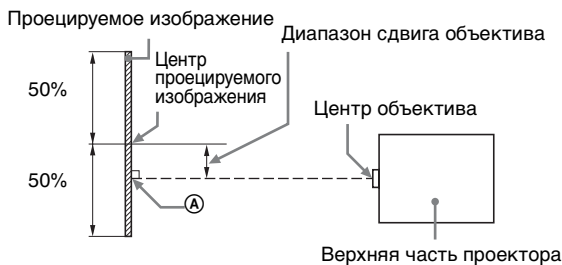 Проецируемое изображение
Диапазон сдвига объектива
Центр
проецируемого
изображения
50%
Центр объектива
50%
A
Верхняя часть проектора